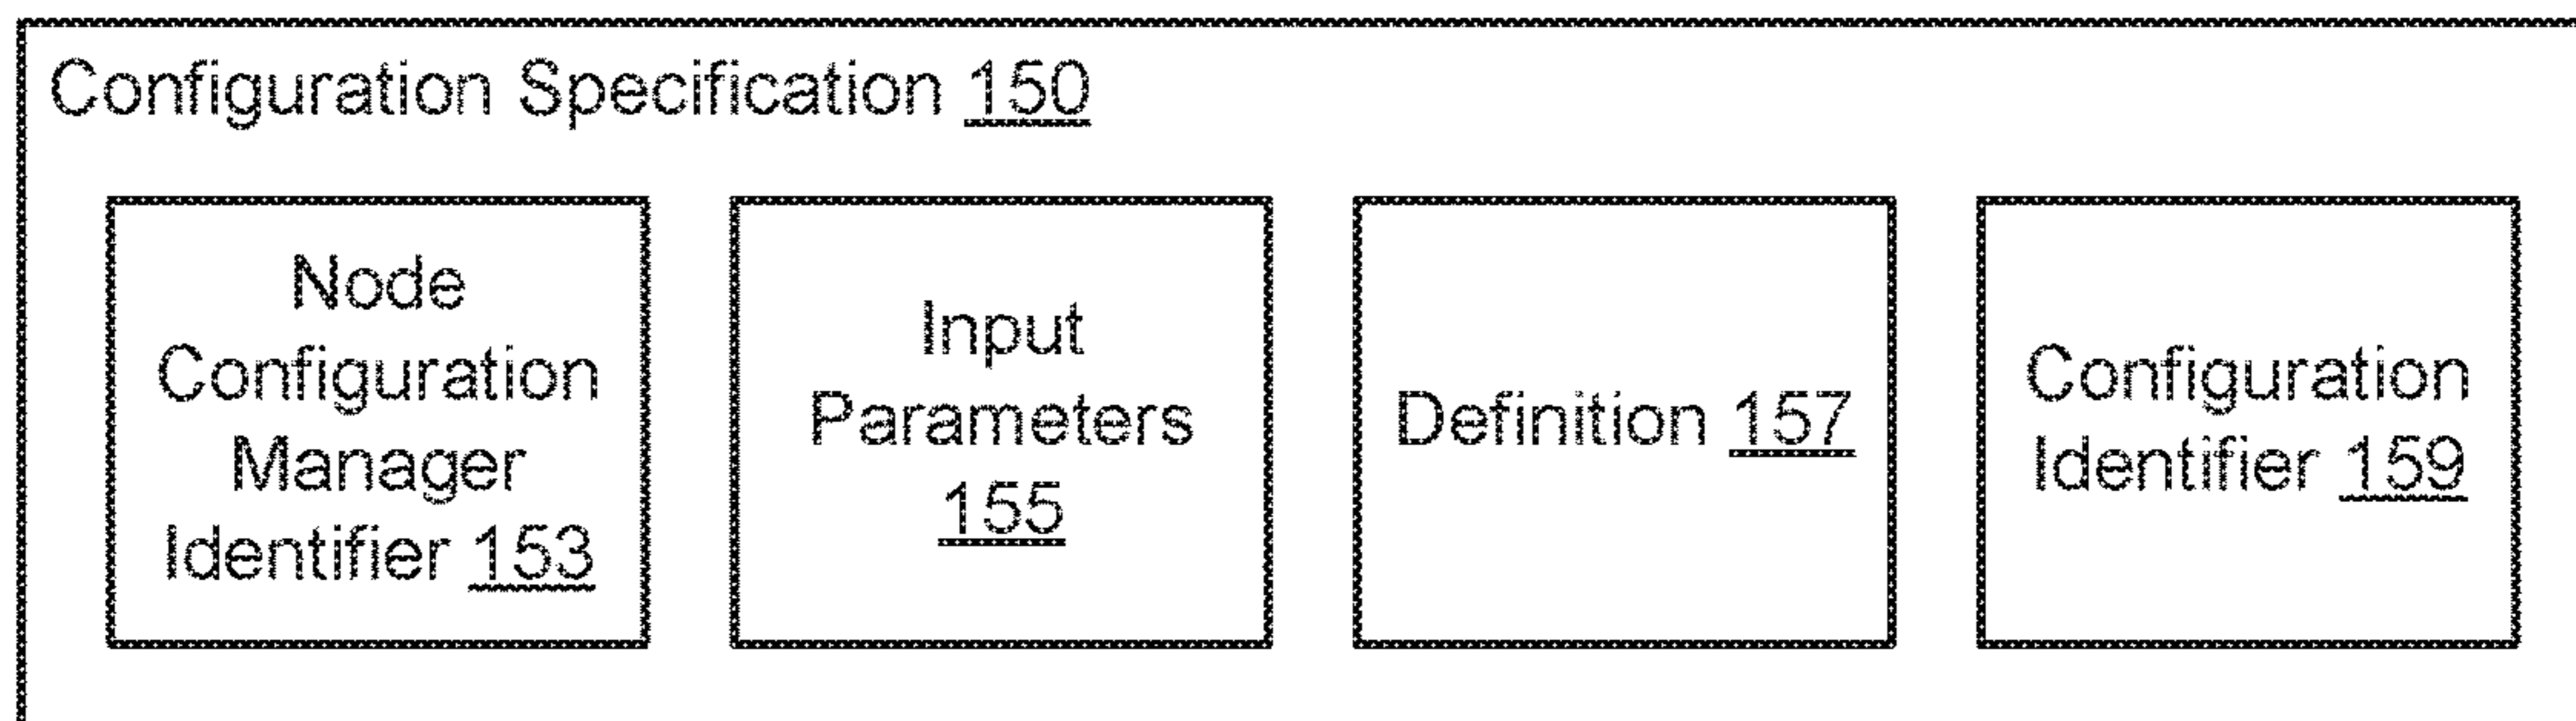 Configuration Specification 150
Node
Configuration
Manager
Identifier 153
Input
Parameters
155
Definition 157
Configuration
Identifier 159